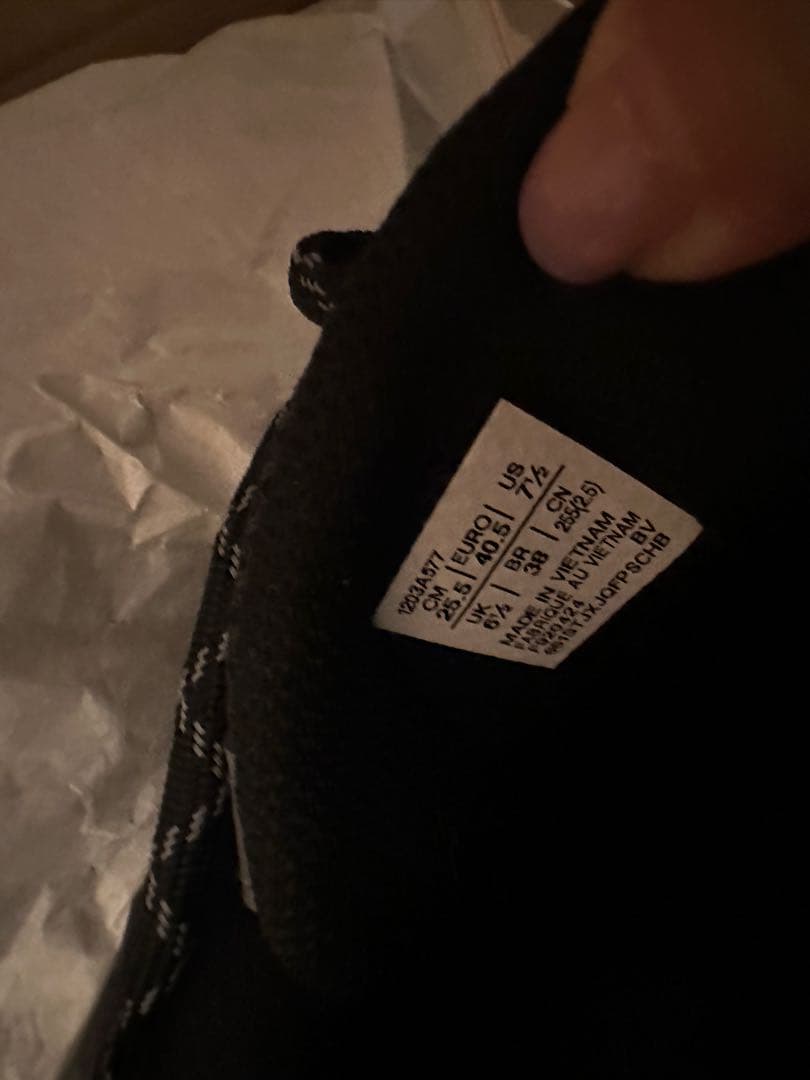 1203A577
CM | EURO | US
25.5 | 40.5 | 7½
UK | BR | CN
6½ | 38 | 255(2.5)
MADE IN VIETNAM
FABRIQUE AU VIETNAM
FQ20424 BV